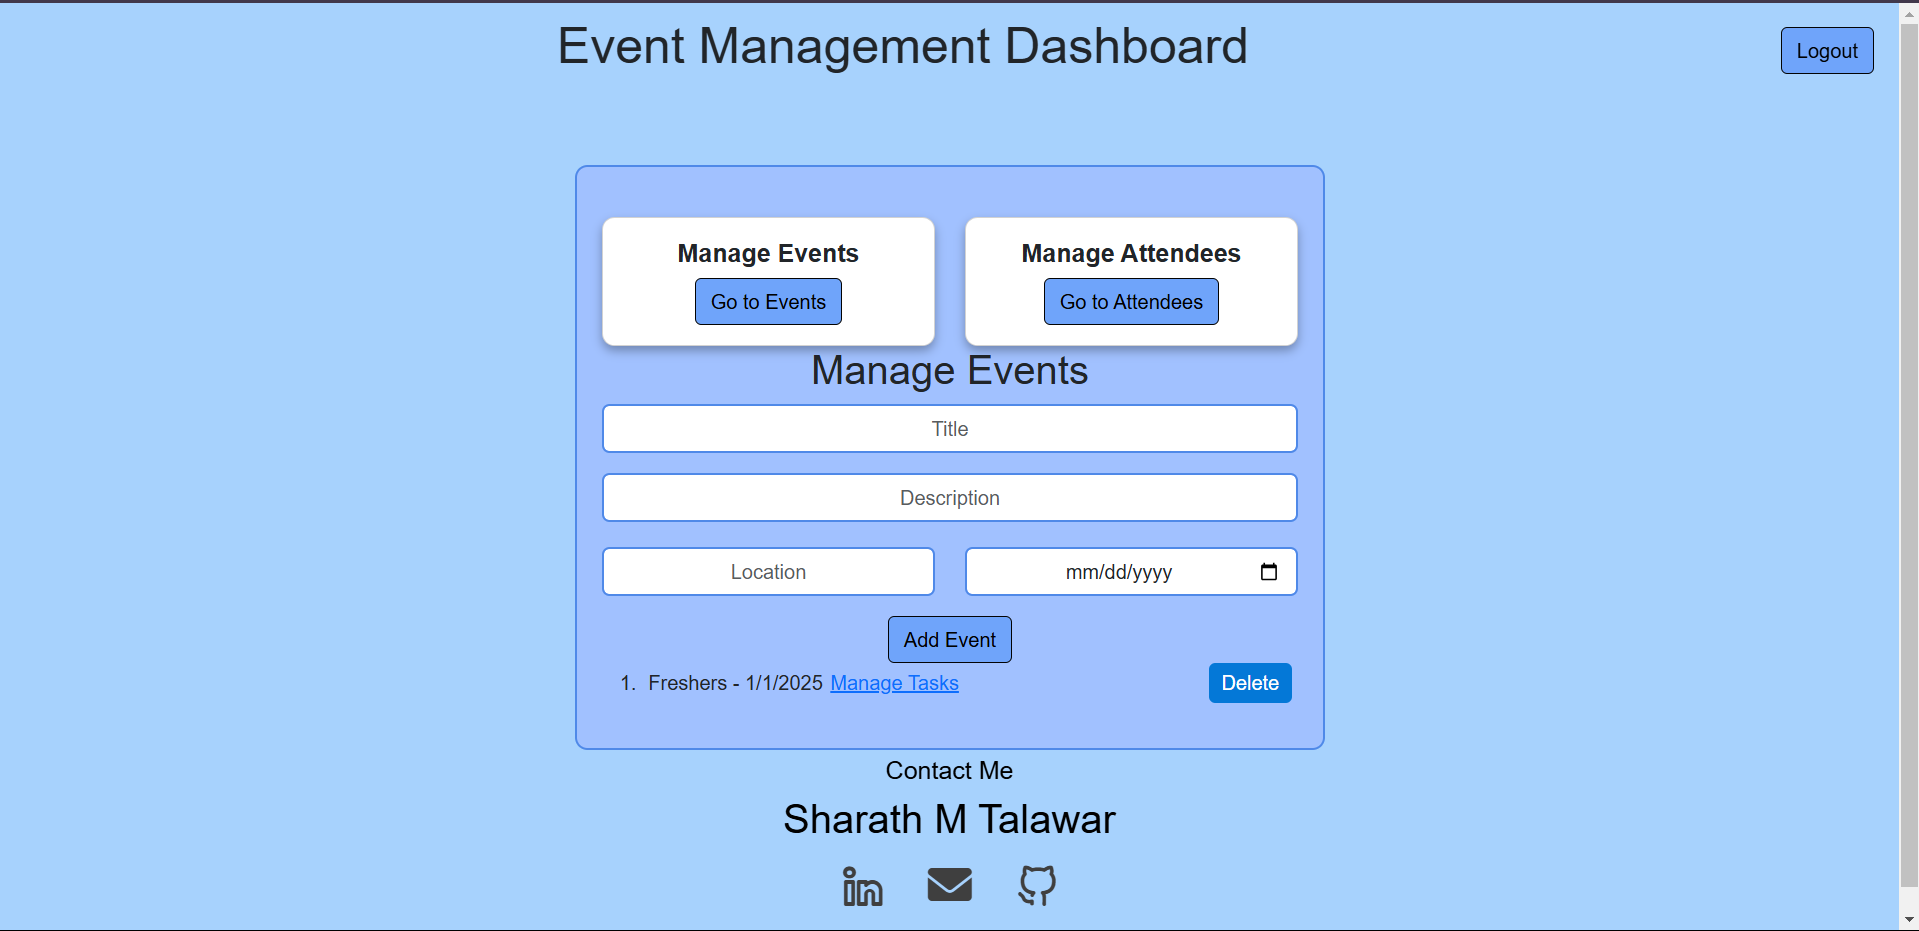 Event Management Dashboard
Logout
Manage Events
Go to Events
Manage Attendees
Go to Attendees
Manage Events
Title
Description
Location
mm/dd/yyyy
Add Event
1. Freshers - 1/1/2025 Manage Tasks
Delete
Contact Me
Sharath M Talawar
in